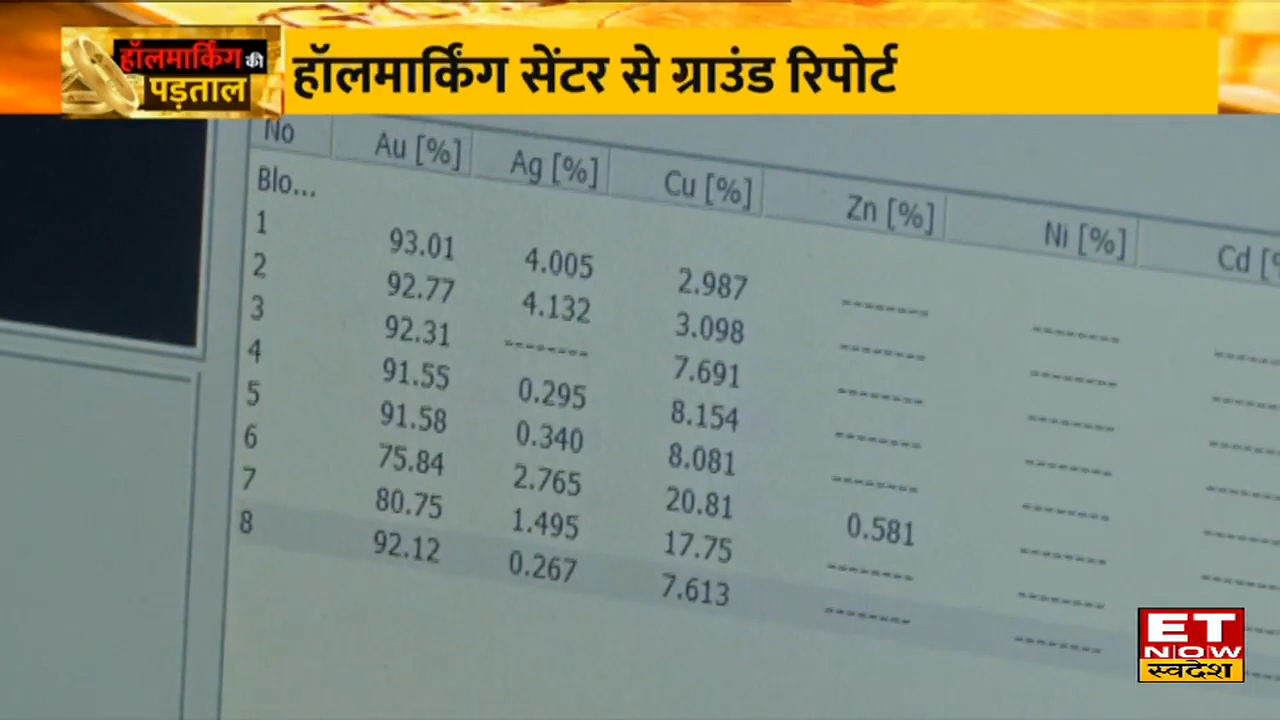 हॉलमार्किंग की
पड़ताल
हॉलमार्किंग सेंटर से ग्राउंड रिपोर्ट
No Au [%] Ag [%] Cu [%] Zn [%] Ni [%] Cd [%
Blo...
1 93.01 4.005 2.987 -------- -------- --------
2 92.77 4.132 3.098 -------- -------- --------
3 92.31 -------- 7.691 -------- -------- --------
4 91.55 0.295 8.154 -------- -------- --------
5 91.58 0.340 8.081 -------- -------- --------
6 75.84 2.765 20.81 0.581 -------- --------
7 80.75 1.495 17.75 -------- -------- --------
8 92.12 0.267 7.613 -------- -------- --------
ET
NOW
स्वदेश